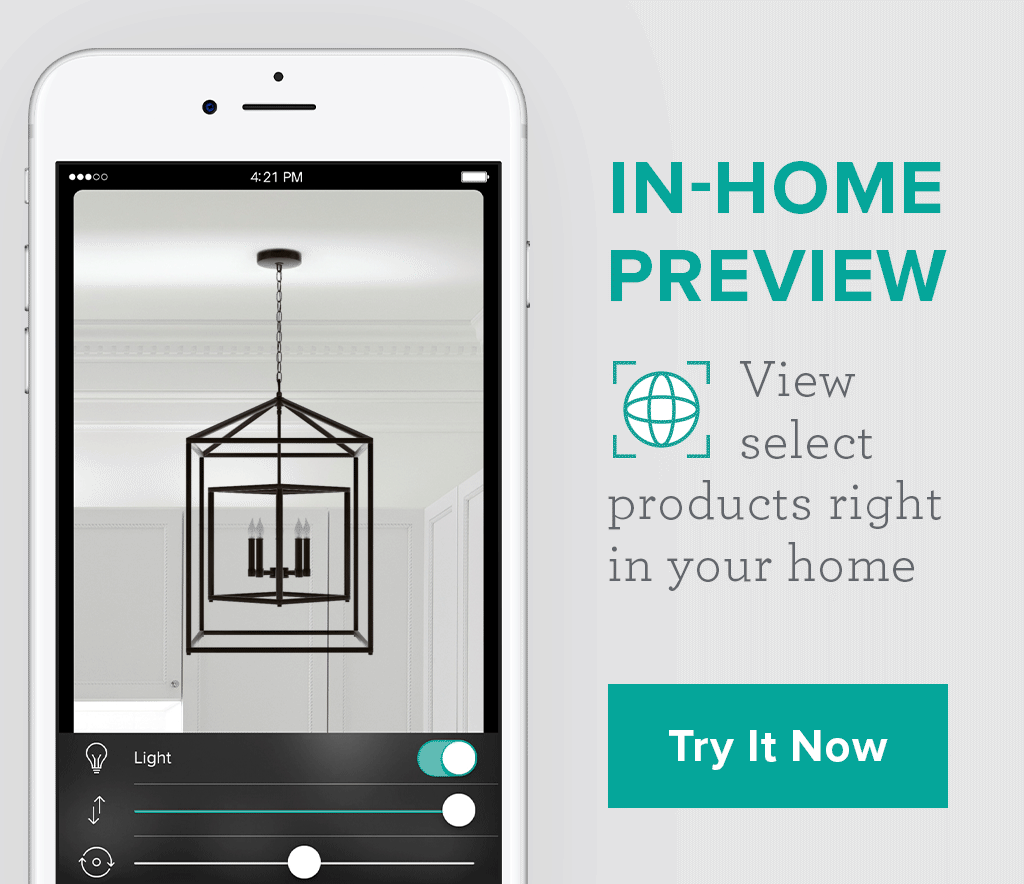 4:21 PM
Light
IN-HOME
PREVIEW
View
select
products right
in your home
Try It Now